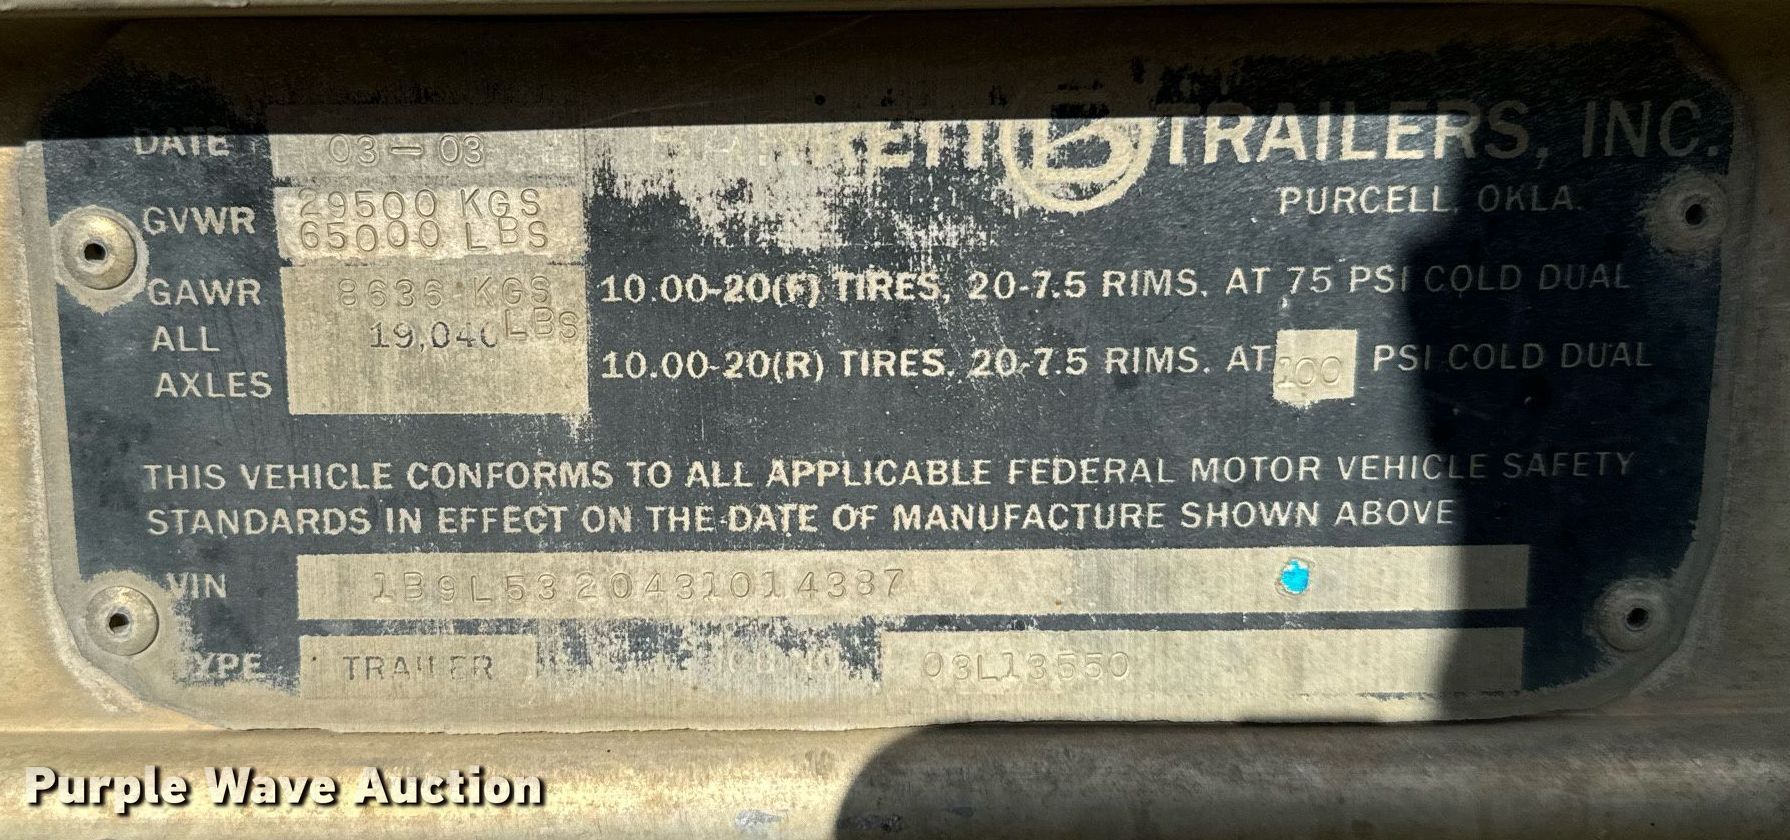 DATE 03-03
TRAILERS, INC.
PURCELL, OKLA.
GVWR 29500 KGS
65000 LBS
GAWR 8636 KGS 10.00-20(F) TIRES, 20-7.5 RIMS. AT 75 PSI COLD DUAL
ALL 19,040 LBS
AXLES 10.00-20(R) TIRES. 20-7.5 RIMS. AT 100 PSI COLD DUAL
THIS VEHICLE CONFORMS TO ALL APPLICABLE FEDERAL MOTOR VEHICLE SAFETY
STANDARDS IN EFFECT ON THE DATE OF MANUFACTURE SHOWN ABOVE
VIN 1B9L5320431014387
TYPE TRAILER 03L13550
Purple Wave Auction